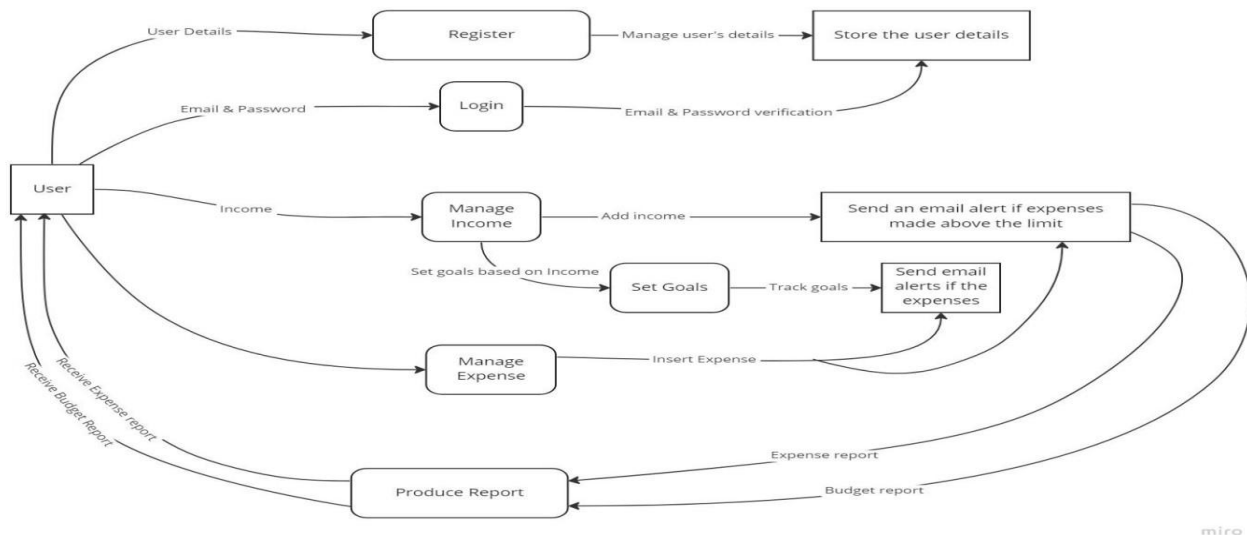 User Details
Register
Manage user's details
Store the user details
Email & Password
Login
Email & Password verification
User
Income
Manage
Income
Add income
Send an email alert if expenses
made above the limit
Set goals based on Income
Set Goals
Track goals
Send email
alerts if the
expenses
Manage
Expense
Insert Expense
Receive Expense report
Receive Budget Report
Expense report
Produce Report
Budget report
miro